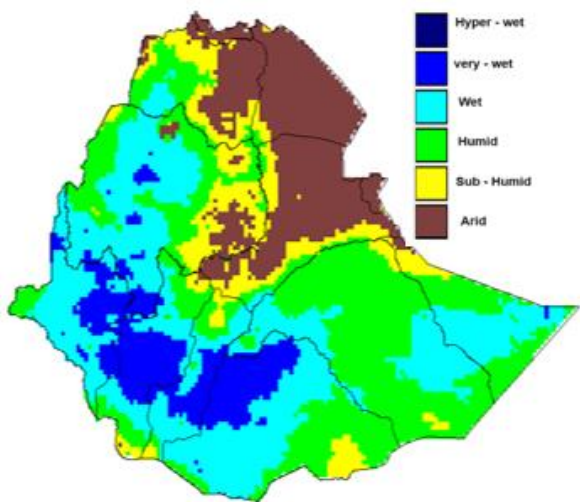 Hyper - wet
very - wet
Wet
Humid
Sub - Humid
Arid